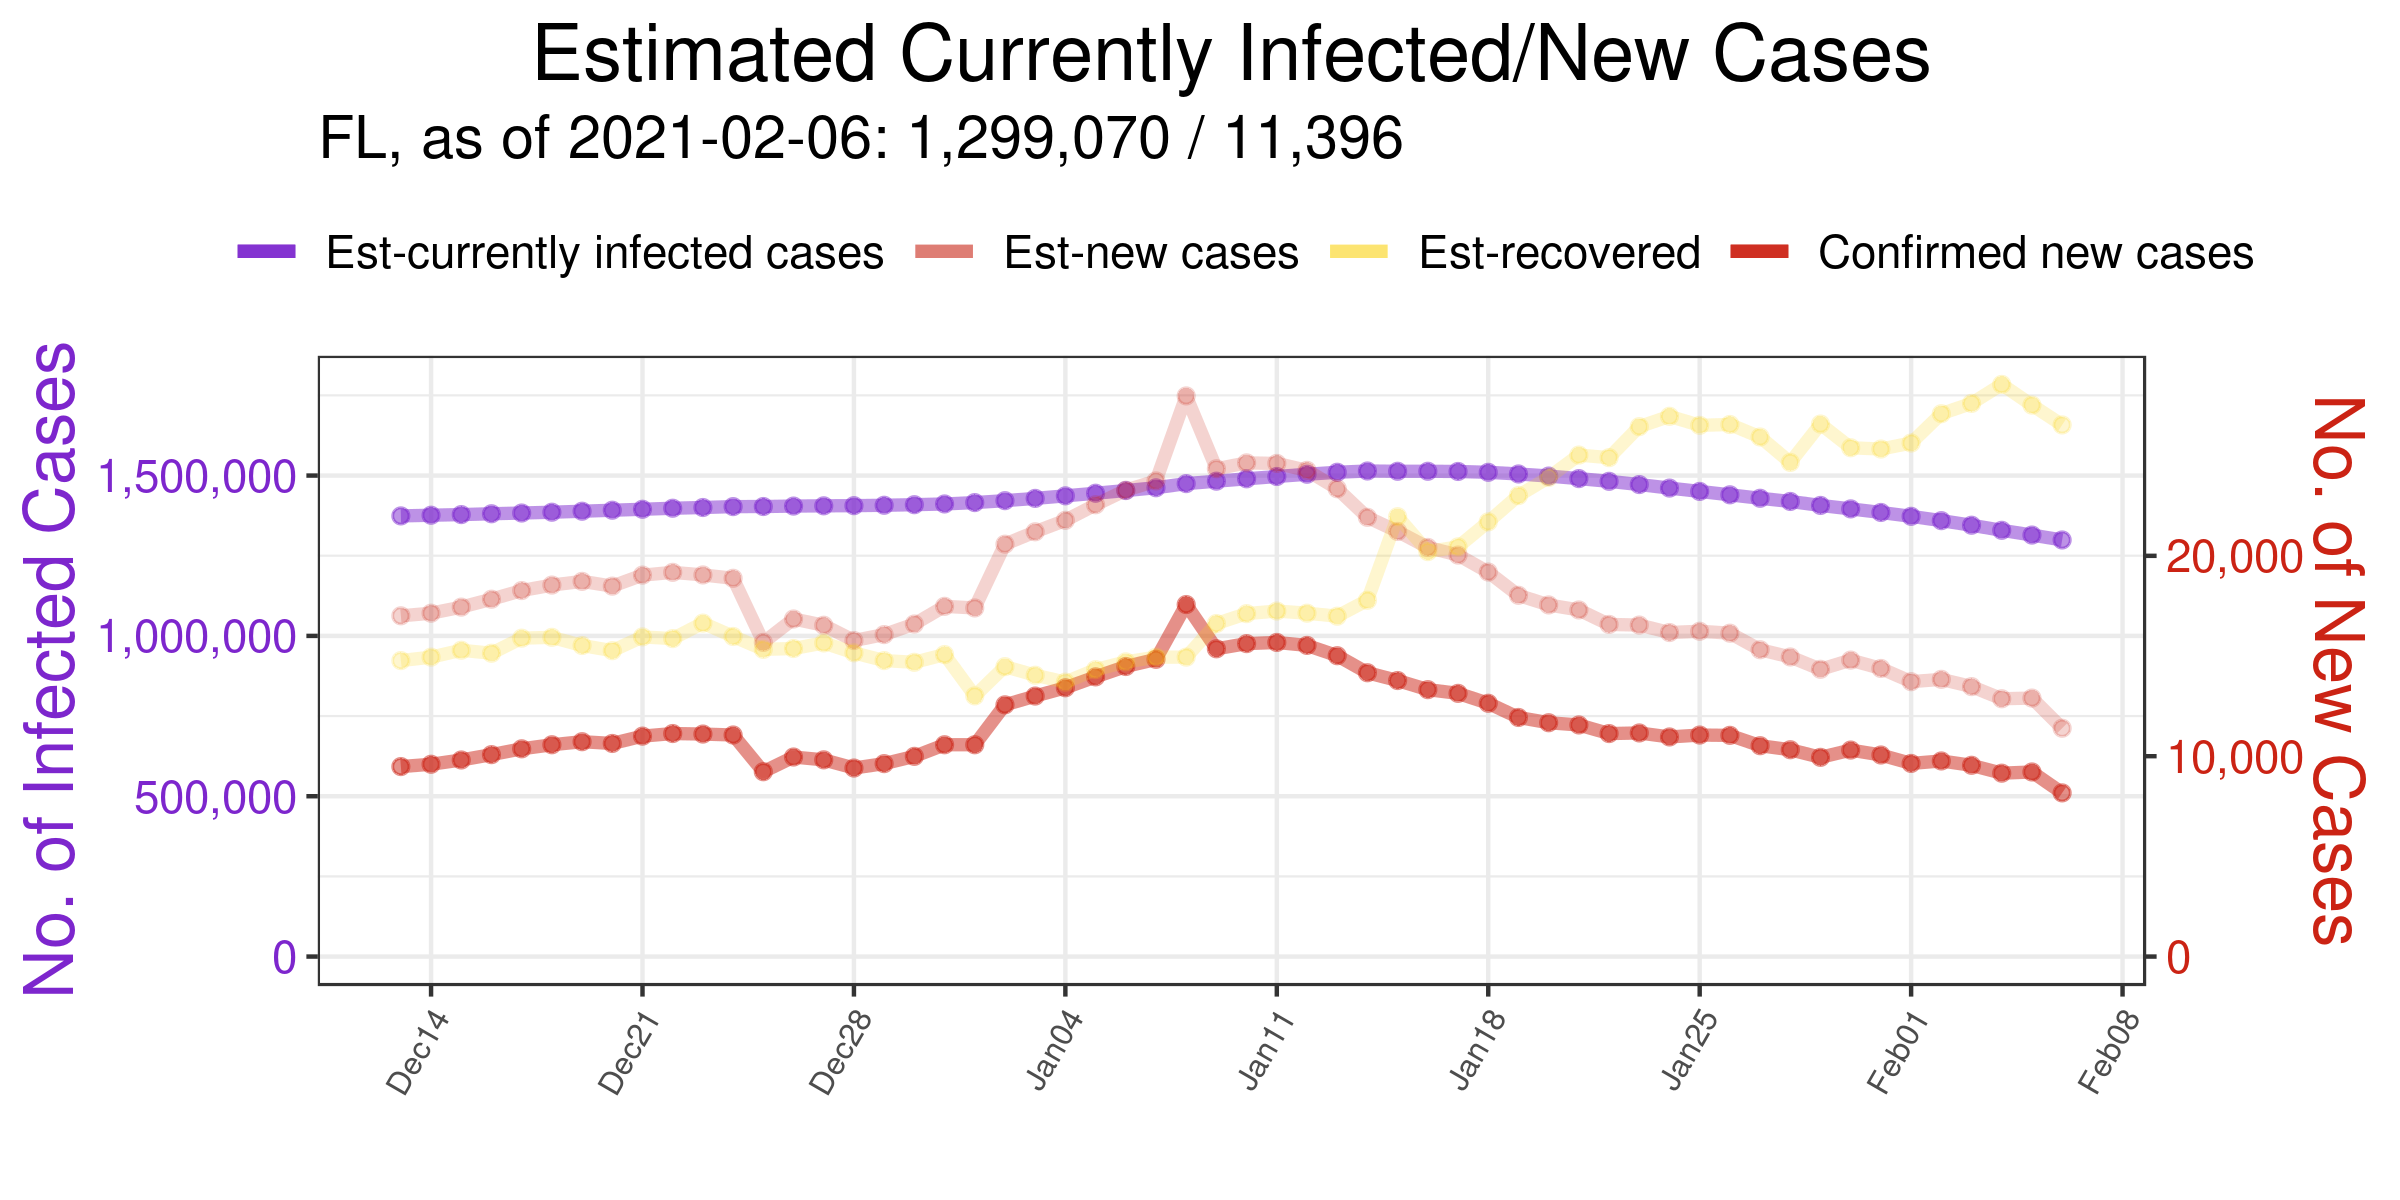 Estimated Currently Infected/New Cases
FL, as of 2021-02-06: 1,299,070 / 11,396
Est-currently infected cases Est-new cases Est-recovered Confirmed new cases
No. of Infected Cases
1,500,000
1,000,000
500,000
0
20,000
10,000
0
No. of New Cases
Dec14 Dec21 Dec28 Jan04 Jan11 Jan18 Jan25 Feb01 Feb08